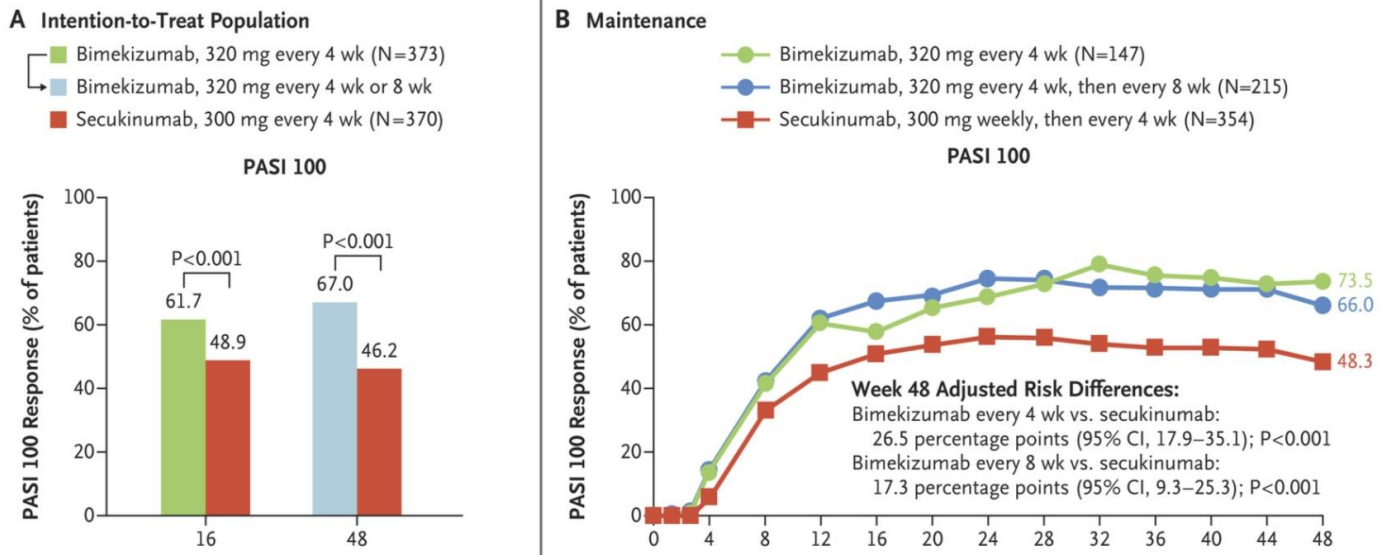 A Intention-to-Treat Population
Bimekizumab, 320 mg every 4 wk (N=373)
Bimekizumab, 320 mg every 4 wk or 8 wk
Secukinumab, 300 mg every 4 wk (N=370)
PASI 100
PASI 100 Response (% of patients)
100
80
60
40
20
0
P<0.001
61.7
48.9
P<0.001
67.0
46.2
16
48
B Maintenance
Bimekizumab, 320 mg every 4 wk (N=147)
Bimekizumab, 320 mg every 4 wk, then every 8 wk (N=215)
Secukinumab, 300 mg weekly, then every 4 wk (N=354)
PASI 100
PASI 100 Response (% of patients)
100
80
60
40
20
0
73.5
66.0
48.3
Week 48 Adjusted Risk Differences:
Bimekizumab every 4 wk vs. secukinumab:
26.5 percentage points (95% CI, 17.9–35.1); P<0.001
Bimekizumab every 8 wk vs. secukinumab:
17.3 percentage points (95% CI, 9.3–25.3); P<0.001
0 4 8 12 16 20 24 28 32 36 40 44 48